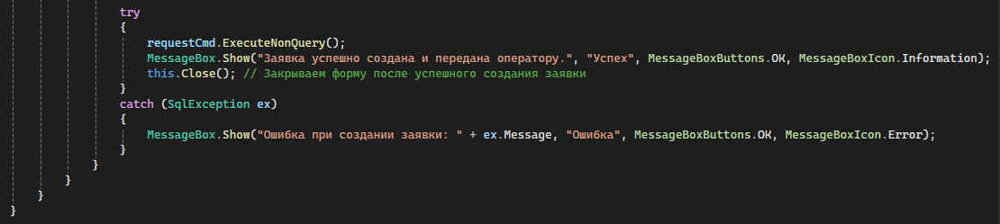 try
{
requestCmd.ExecuteNonQuery();
MessageBox.Show("Заявка успешно создана и передана оператору.", "Успех", MessageBoxButtons.OK, MessageBoxIcon.Information);
this.Close(); // Закрываем форму после успешного создания заявки
}
catch (SqlException ex)
{
MessageBox.Show("Ошибка при создании заявки: " + ex.Message, "Ошибка", MessageBoxButtons.OK, MessageBoxIcon.Error);
}
}
}
}
}